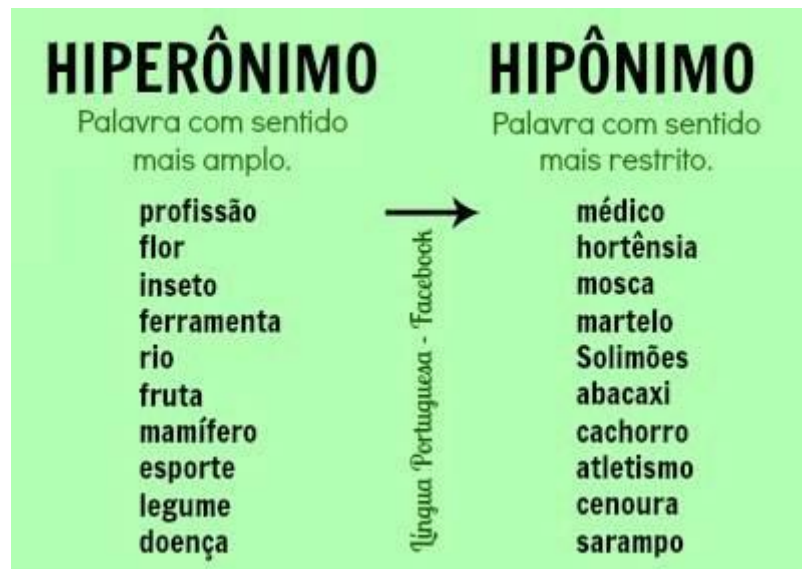 HIPERÔNIMO
Palavra com sentido
mais amplo.
profissão
flor
inseto
ferramenta
rio
fruta
mamífero
esporte
legume
doença
Língua Portuguesa - Facebook
HIPÔNIMO
Palavra com sentido
mais restrito.
médico
hortênsia
mosca
martelo
Solimões
abacaxi
cachorro
atletismo
cenoura
sarampo